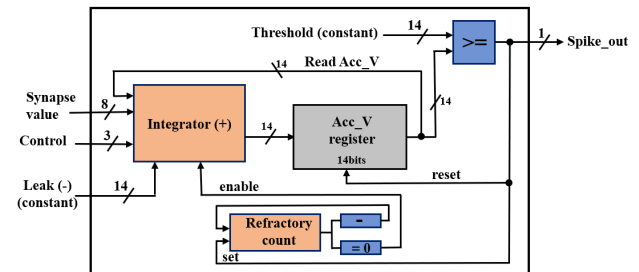 Threshold (constant)
14
>=
1
Spike_out
14
Read Acc_V
Synapse
value
8
Integrator (+)
14
Acc_V
register
14bits
14
Control
3
Leak (-)
(constant)
14
enable
reset
Refractory
count
-
= 0
set